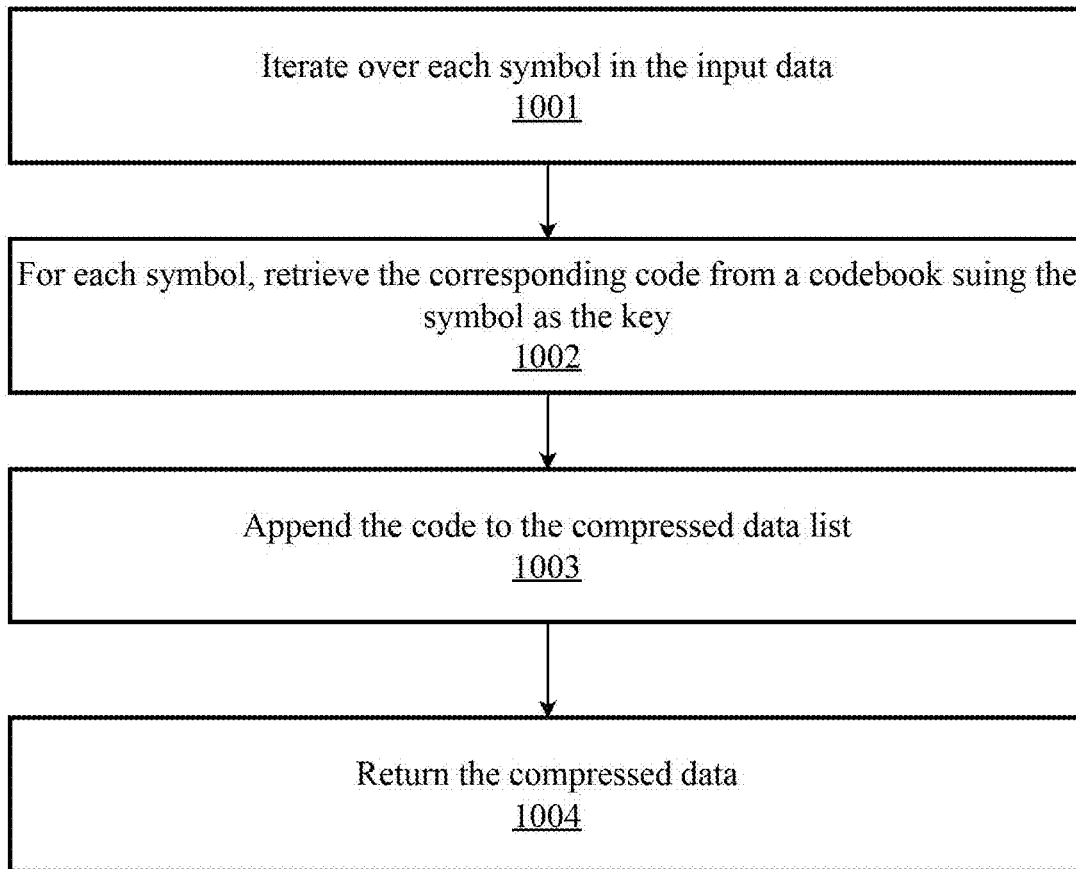 Iterate over each symbol in the input data
1001
For each symbol, retrieve the corresponding code from a codebook suing the
symbol as the key
1002
Append the code to the compressed data list
1003
Return the compressed data
1004